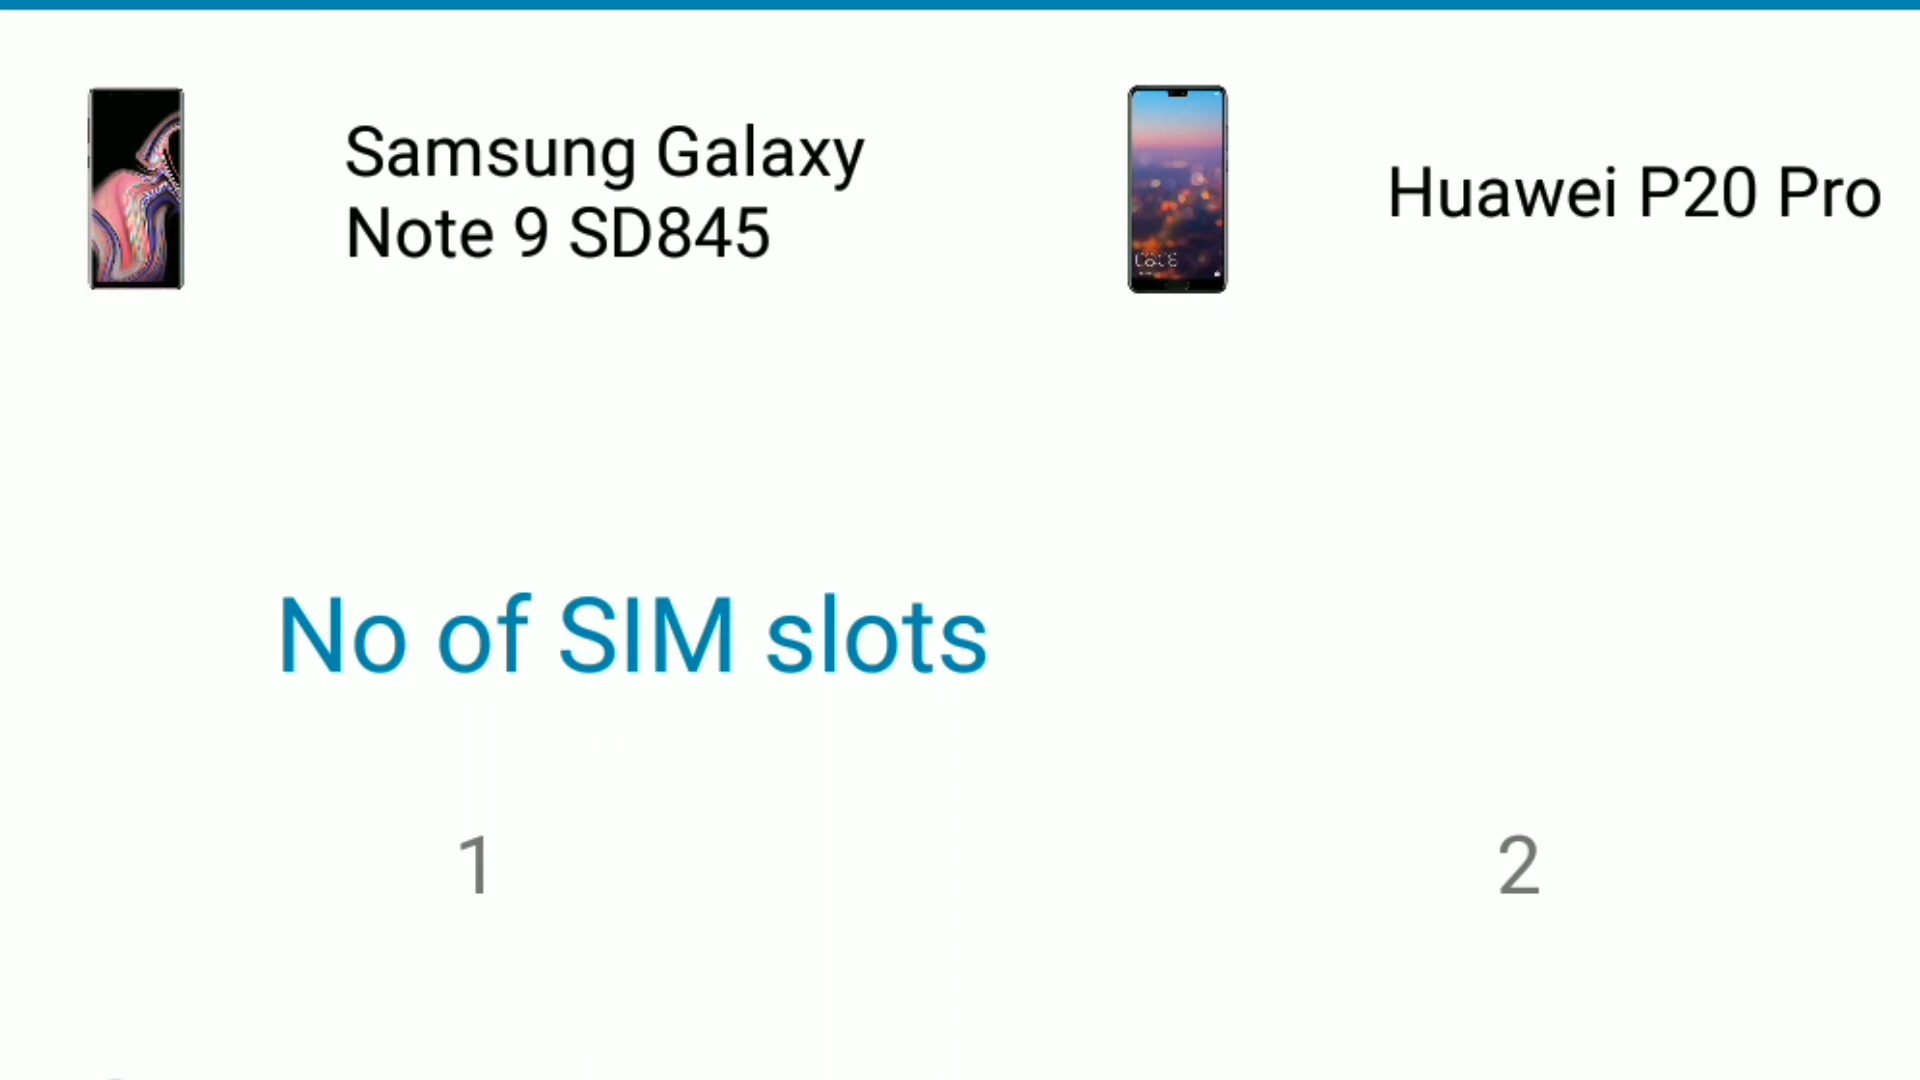 Samsung Galaxy
Note 9 SD845
Huawei P20 Pro
No of SIM slots
1
2